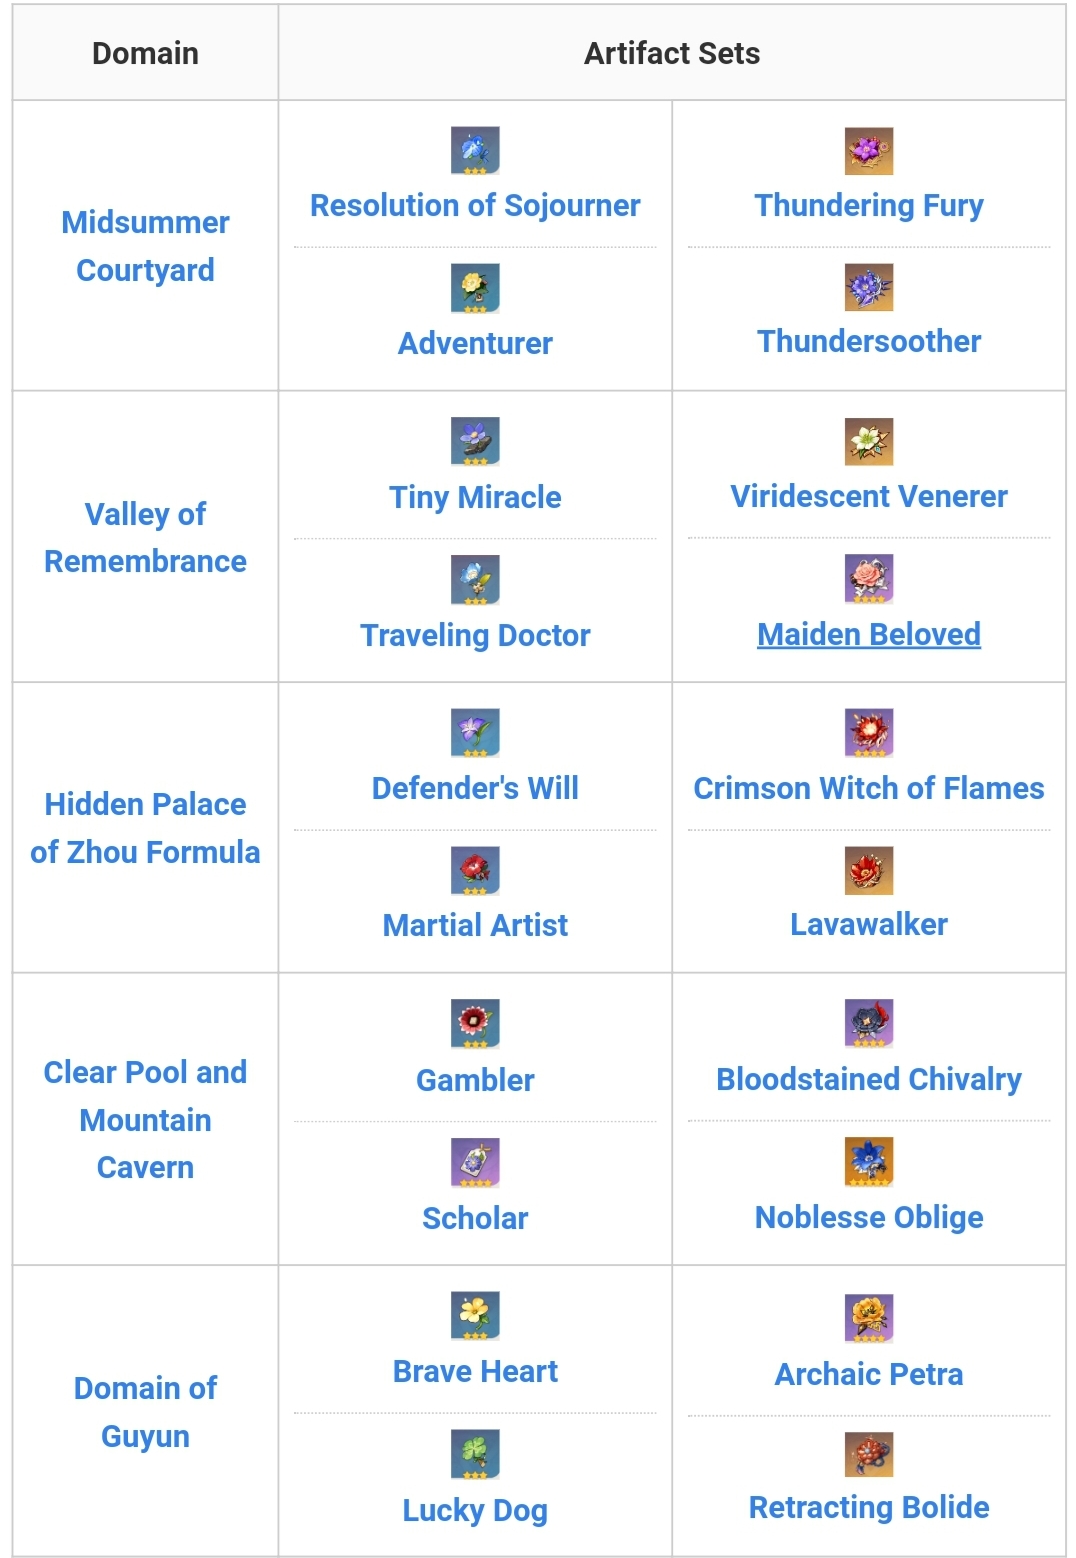 Domain
Artifact Sets
Midsummer
Courtyard
Resolution of Sojourner
Thundering Fury
Adventurer
Thundersoother
Valley of
Remembrance
Tiny Miracle
Viridescent Venerer
Traveling Doctor
Maiden Beloved
Hidden Palace
of Zhou Formula
Defender's Will
Crimson Witch of Flames
Martial Artist
Lavawalker
Clear Pool and
Mountain
Cavern
Gambler
Bloodstained Chivalry
Scholar
Noblesse Oblige
Domain of
Guyun
Brave Heart
Archaic Petra
Lucky Dog
Retracting Bolide